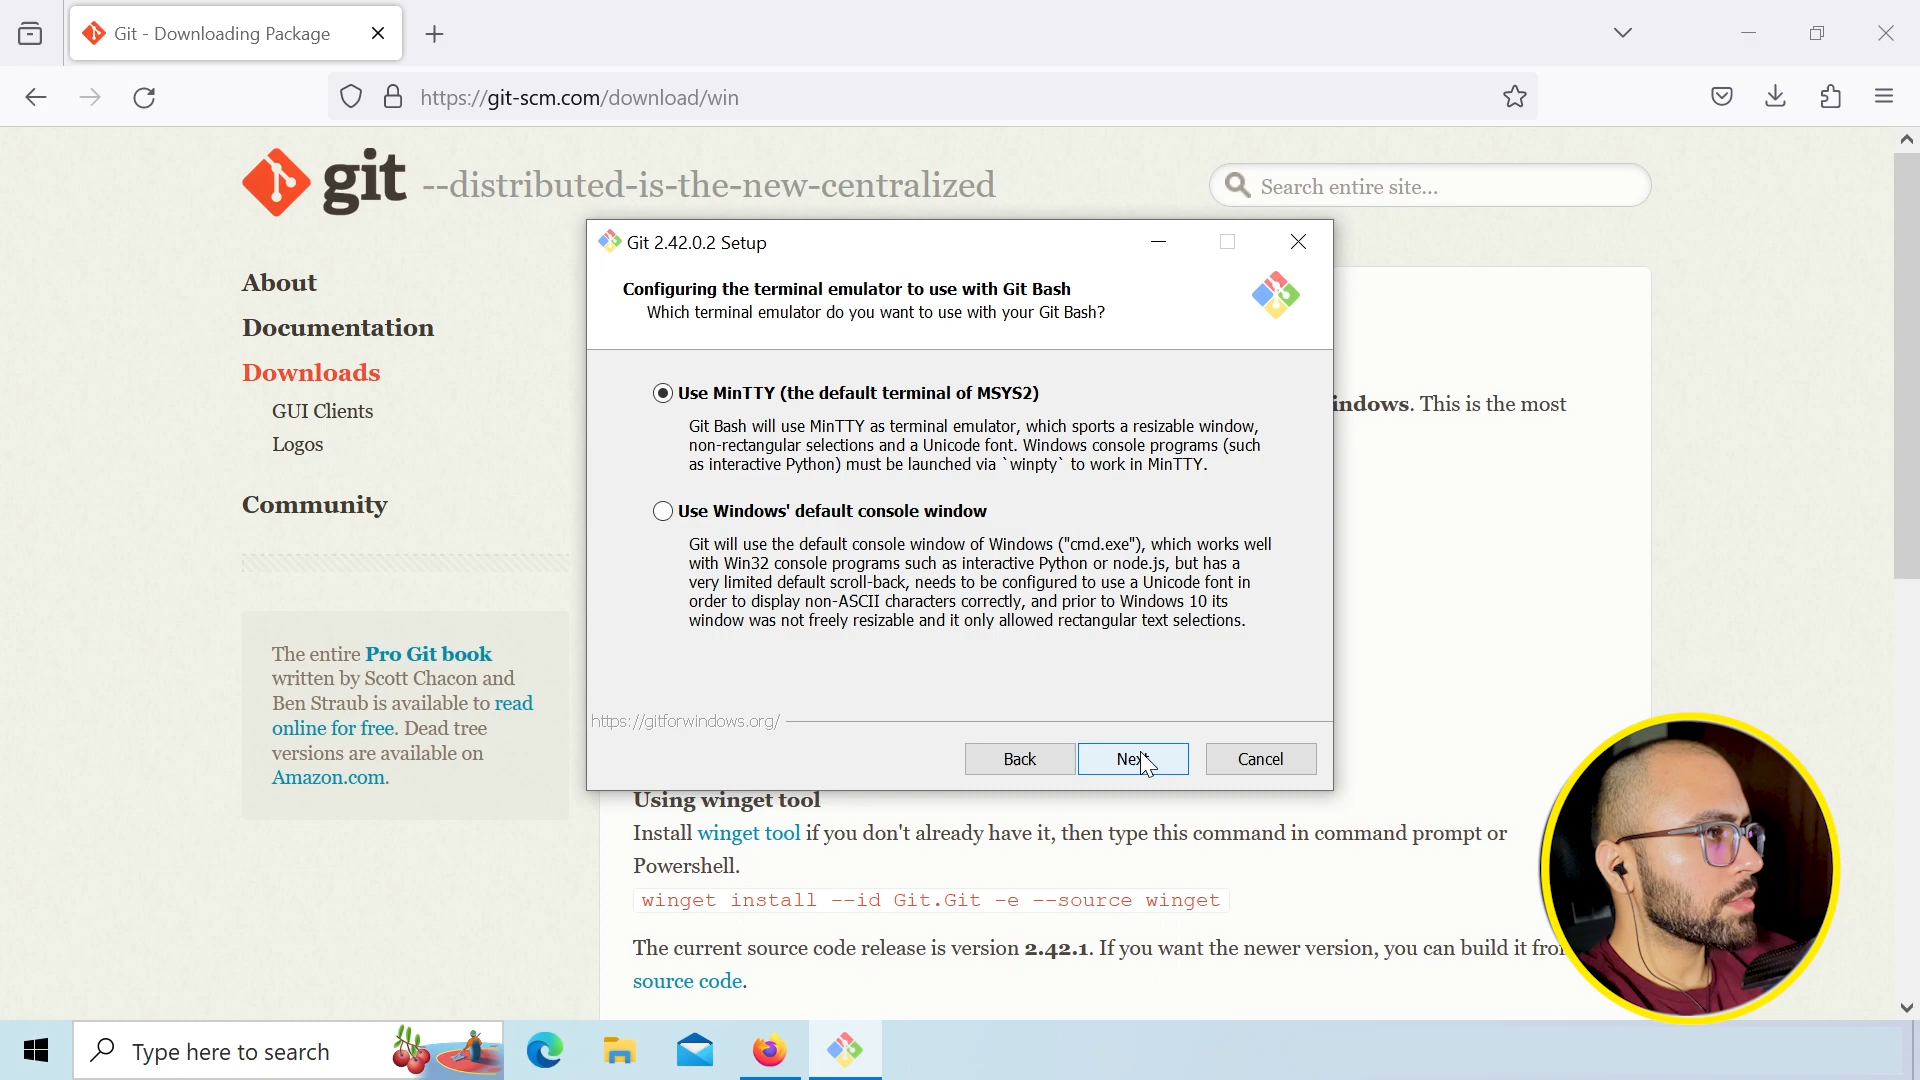 Git - Downloading Package
https://git-scm.com/download/win
git --distributed-is-the-new-centralized
Search entire site...
About
Documentation
Downloads
GUI Clients
Logos
Community
The entire Pro Git book
written by Scott Chacon and
Ben Straub is available to read
online for free. Dead tree
versions are available on
Amazon.com.
Git 2.42.0.2 Setup
Configuring the terminal emulator to use with Git Bash
Which terminal emulator do you want to use with your Git Bash?
Use MinTTY (the default terminal of MSYS2)
Git Bash will use MinTTY as terminal emulator, which sports a resizable window,
non-rectangular selections and a Unicode font. Windows console programs (such
as interactive Python) must be launched via `winpty` to work in MinTTY.
Use Windows' default console window
Git will use the default console window of Windows ("cmd.exe"), which works well
with Win32 console programs such as interactive Python or node.js, but has a
very limited default scroll-back, needs to be configured to use a Unicode font in
order to display non-ASCII characters correctly, and prior to Windows 10 its
window was not freely resizable and it only allowed rectangular text selections.
https://gitforwindows.org/
Back
Next
Cancel
indows. This is the most
Using winget tool
Install winget tool if you don't already have it, then type this command in command prompt or
Powershell.
winget install --id Git.Git -e --source winget
The current source code release is version 2.42.1. If you want the newer version, you can build it from
source code.
Type here to search